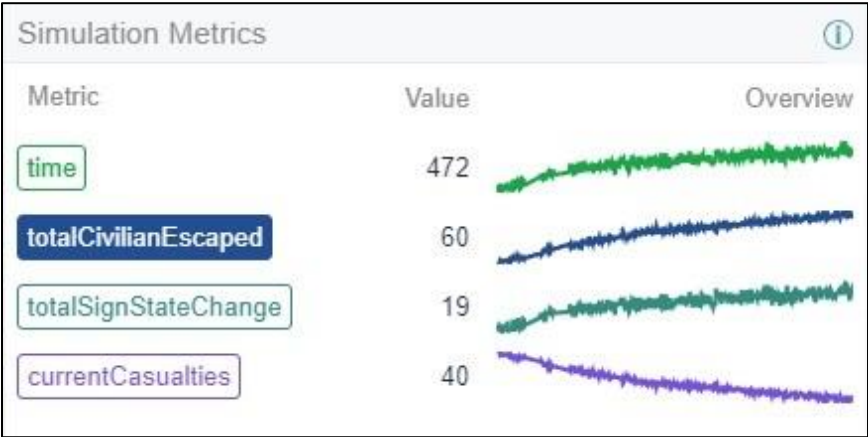 Simulation Metrics
Metric Value Overview
time 472
totalCivilianEscaped 60
totalSignStateChange 19
currentCasualties 40